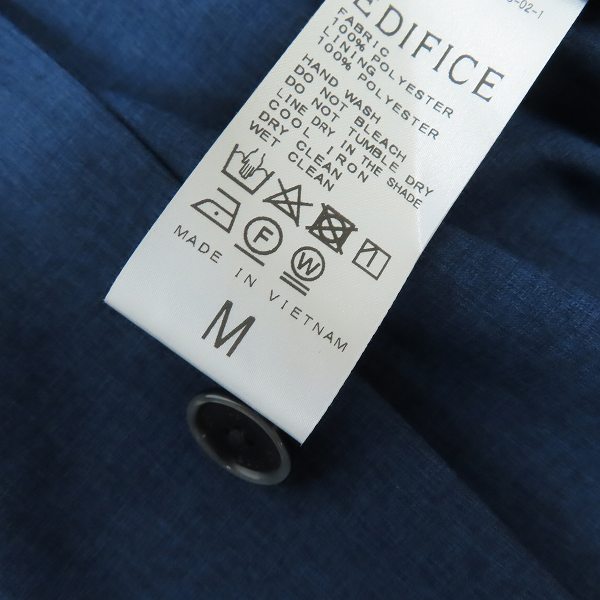 EDIFICE
FABRIC
100% POLYESTER
LINING
100% POLYESTER
HAND WASH
DO NOT BLEACH
DO NOT TUMBLE DRY
LINE DRY IN THE SHADE
COOL IRON
DRY CLEAN
WET CLEAN
F
W
MADE IN VIETNAM
M